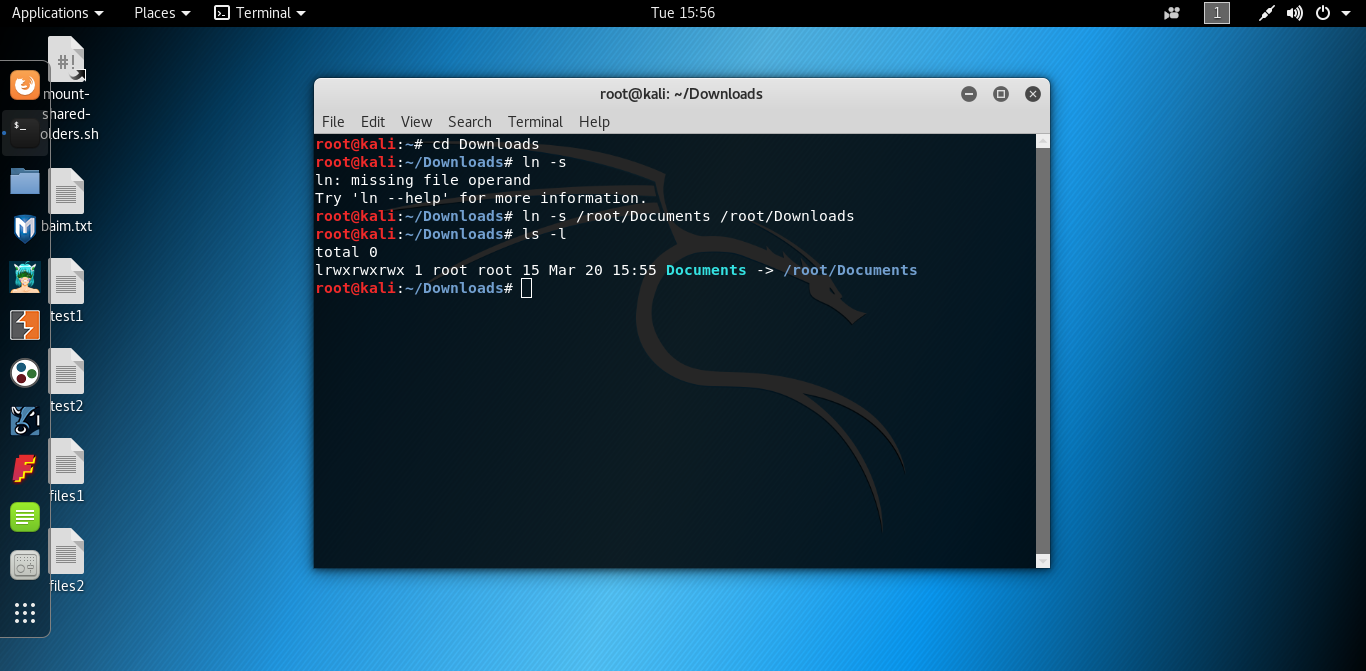 Applications Places Terminal Tue 15:56 1
#!
mount-
shared-
olders.sh
$_
baim.txt
test1
test2
files1
files2
root@kali: ~/Downloads
File Edit View Search Terminal Help
root@kali:~# cd Downloads
root@kali:~/Downloads# ln -s
ln: missing file operand
Try 'ln --help' for more information.
root@kali:~/Downloads# ln -s /root/Documents /root/Downloads
root@kali:~/Downloads# ls -l
total 0
lrwxrwxrwx 1 root root 15 Mar 20 15:55 Documents -> /root/Documents
root@kali:~/Downloads#